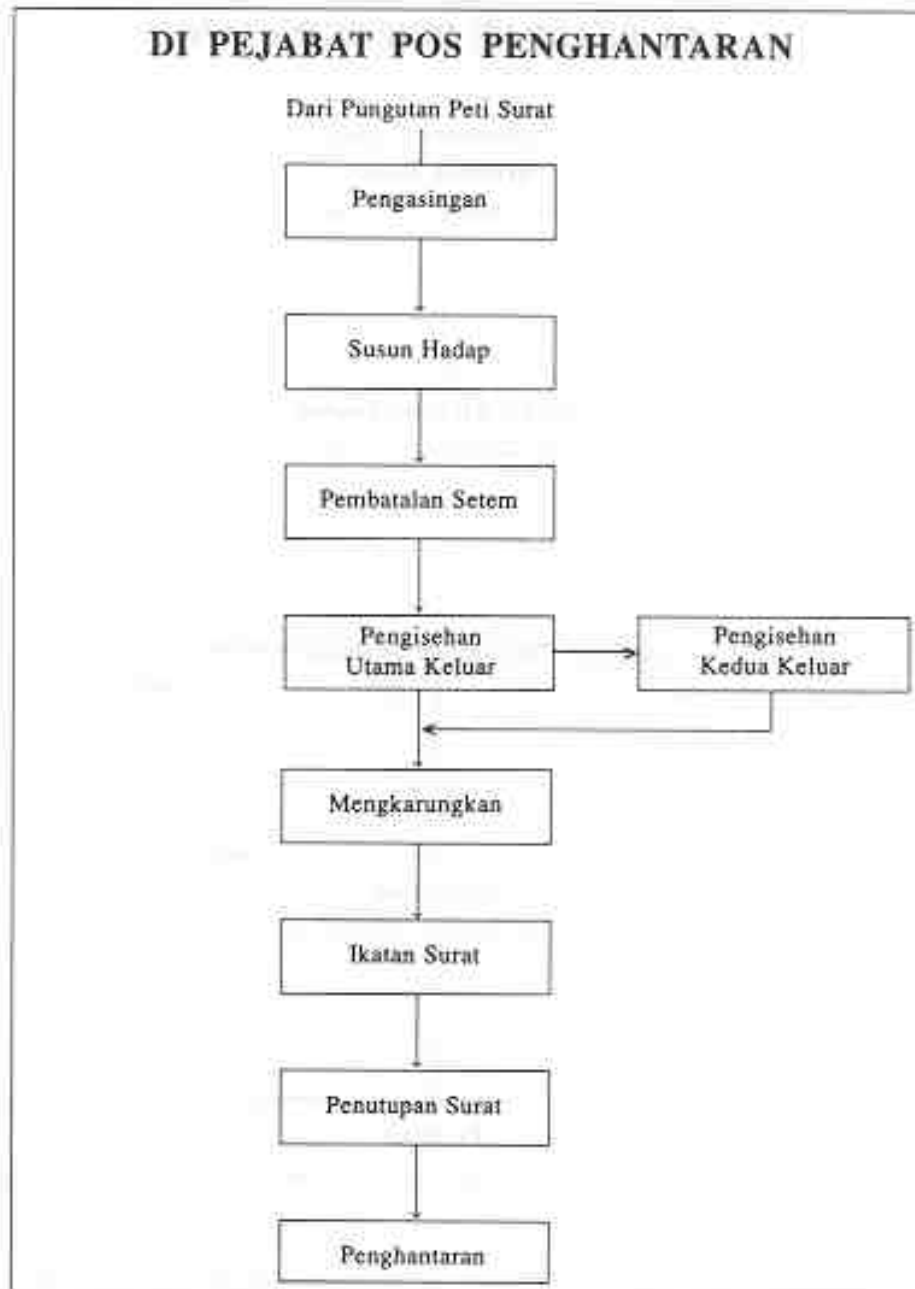 DI PEJABAT POS PENGHANTARAN
Dari Pungutan Peti Surat
Pengasingan
Susun Hadap
Pembatalan Setem
Pengisehan
Utama Keluar
Pengisehan
Kedua Keluar
Mengkarungkan
Ikatan Surat
Penutupan Surat
Penghantaran